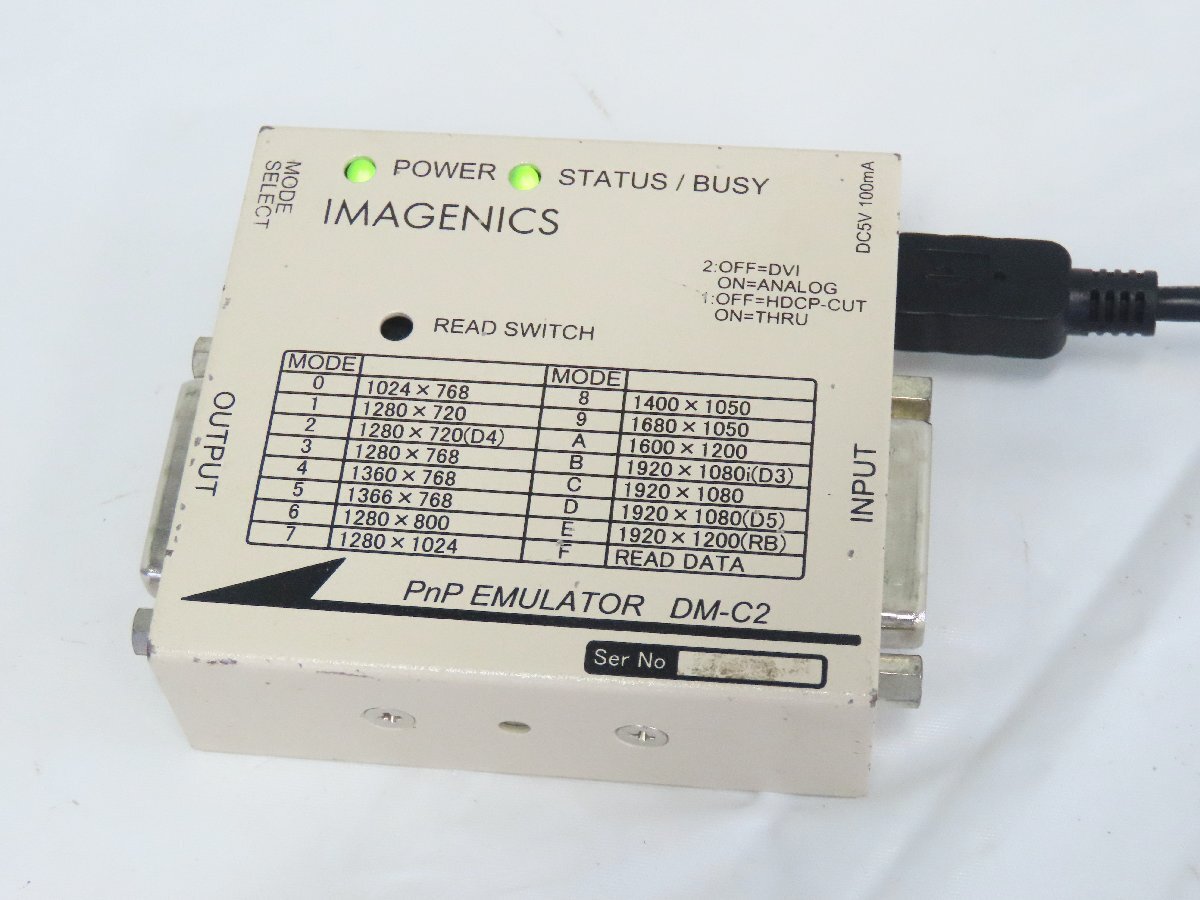 MODE
SELECT
POWER
STATUS / BUSY
DC5V 100mA
IMAGENICS
2:OFF=DVI
ON=ANALOG
1:OFF=HDCP-CUT
ON=THRU
READ SWITCH
OUTPUT
INPUT
MODE MODE
0 1024×768 8 1400×1050
1 1280×720 9 1680×1050
2 1280×720(D4) A 1600×1200
3 1280×768 B 1920×1080i(D3)
4 1360×768 C 1920×1080
5 1366×768 D 1920×1080(D5)
6 1280×800 E 1920×1200(RB)
7 1280×1024 F READ DATA
PnP EMULATOR DM-C2
Ser No